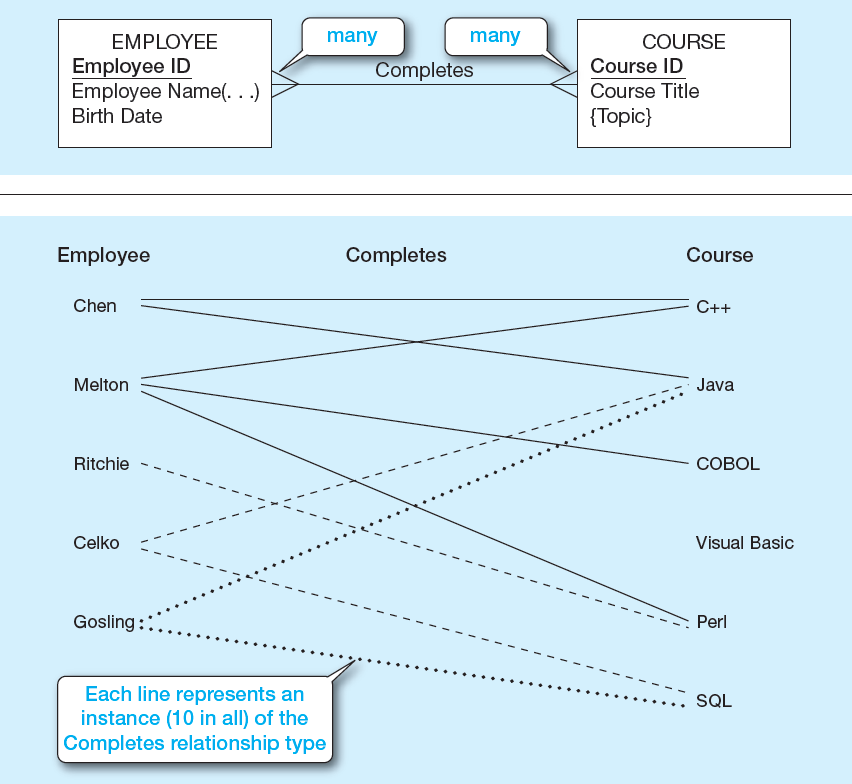 many
many
EMPLOYEE
Employee ID
Employee Name(. . .)
Birth Date
Completes
COURSE
Course ID
Course Title
{Topic}
Employee
Completes
Course
Chen
C++
Melton
Java
Ritchie
COBOL
Celko
Visual Basic
Gosling
Perl
SQL
Each line represents an
instance (10 in all) of the
Completes relationship type